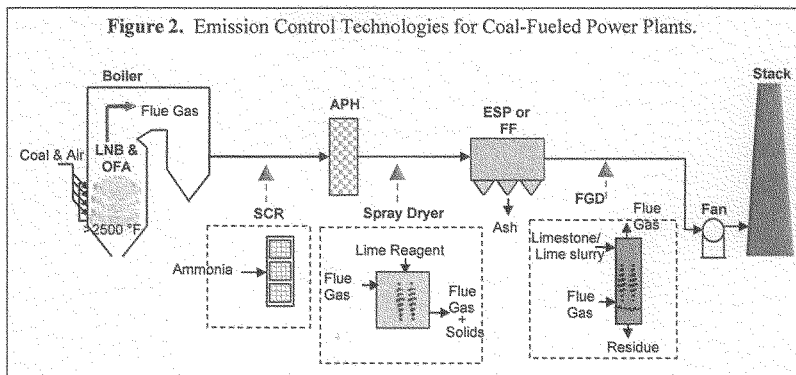 Figure 2. Emission Control Technologies for Coal-Fueled Power Plants.
Stack
Boiler
Flue Gas
APH
ESP or
FF
Coal & Air
LNB &
OFA
>2500 °F
SCR
Spray Dryer
Ash
FGD
Fan
Ammonia
Lime Reagent
Flue
Gas
Flue
Gas
+
Solids
Flue
Gas
Limestone/
Lime slurry
Flue
Gas
Residue